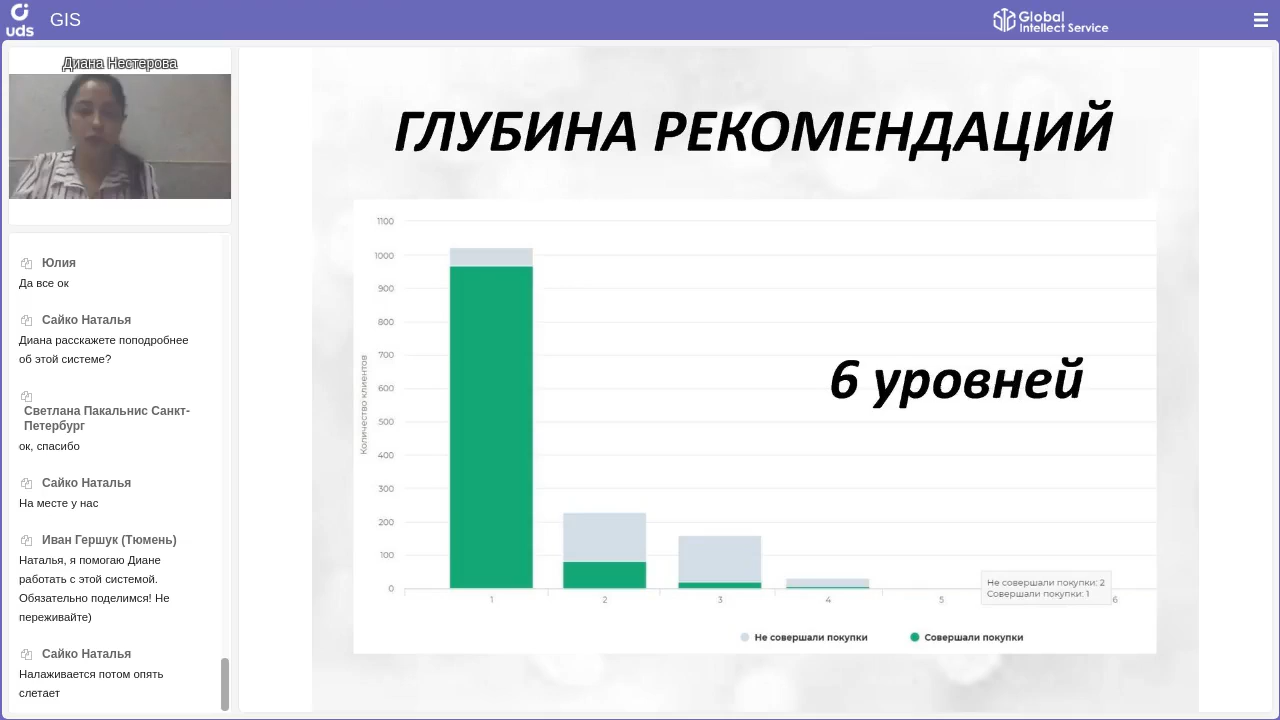 uds
GIS
Global
Intellect Service
Диана Нестерова
Юлия
Да все ок
Сайко Наталья
Диана расскажете поподробнее
об этой системе?
Светлана Пакальнис Санкт-
Петербург
ок, спасибо
Сайко Наталья
На месте у нас
Иван Гершук (Тюмень)
Наталья, я помогаю Диане
работать с этой системой.
Обязательно поделимся! Не
переживайте)
Сайко Наталья
Налаживается потом опять
слетает
ГЛУБИНА РЕКОМЕНДАЦИЙ
6 уровней
Количество клиентов
1100
1000
900
800
700
600
500
400
300
200
100
0
1 2 3 4 5 6
Не совершали покупки: 2
Совершали покупки: 1
Не совершали покупки Совершали покупки